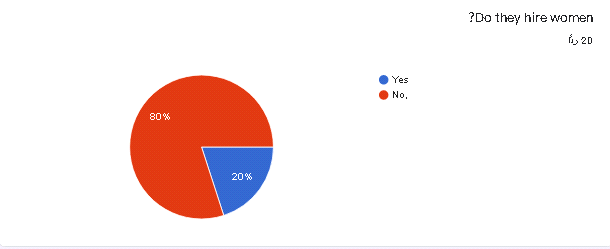 ?Do they hire women
20 ردًا
Yes
No,
80%
20%